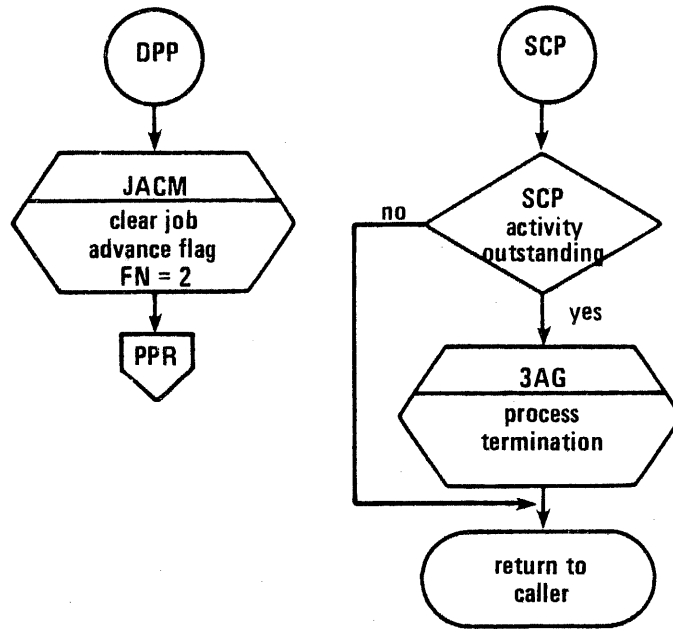 DPP
JACM
clear job
advance flag
FN = 2
PPR
SCP
SCP
activity
outstanding
no
yes
3AG
process
termination
return to
caller